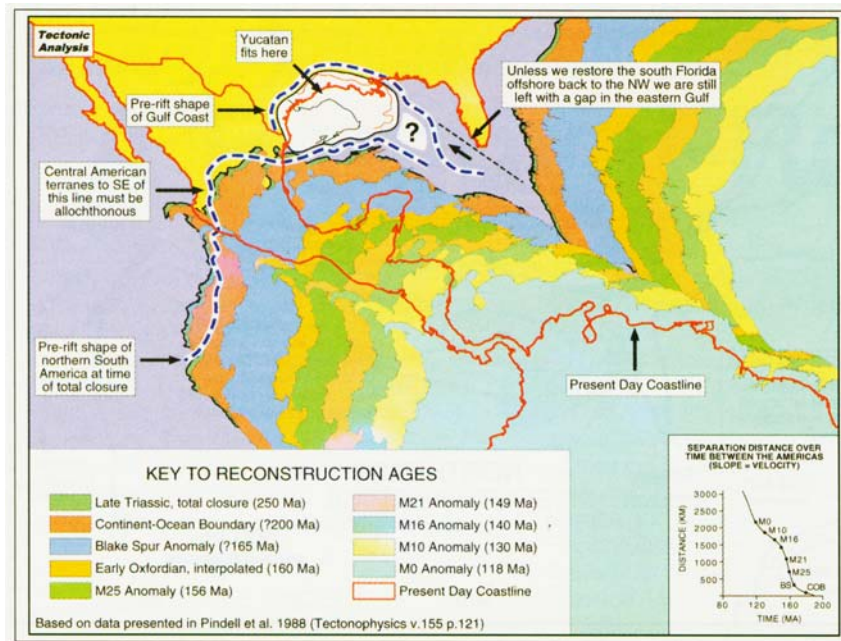 Tectonic
Analysis
Yucatan
fits here
Unless we restore the south Florida
offshore back to the NW we are still
left with a gap in the eastern Gulf
Pre-rift shape
of Gulf Coast
?
Central American
terranes to SE of
this line must be
allochthonous
Pre-rift shape of
northern South
America at time
of total closure
Present Day Coastline
KEY TO RECONSTRUCTION AGES
Late Triassic, total closure (250 Ma)
Continent-Ocean Boundary (?200 Ma)
Blake Spur Anomaly (?165 Ma)
Early Oxfordian, interpolated (160 Ma)
M25 Anomaly (156 Ma)
M21 Anomaly (149 Ma)
M16 Anomaly (140 Ma)
M10 Anomaly (130 Ma)
M0 Anomaly (118 Ma)
Present Day Coastline
Based on data presented in Pindell et al. 1988 (Tectonophysics v.155 p.121)
SEPARATION DISTANCE OVER
TIME BETWEEN THE AMERICAS
(SLOPE = VELOCITY)
DISTANCE (KM)
3000
2500
2000
1500
1000
500
M0
M10
M16
M21
M25
BS
COB
80 120 160 200
TIME (MA)